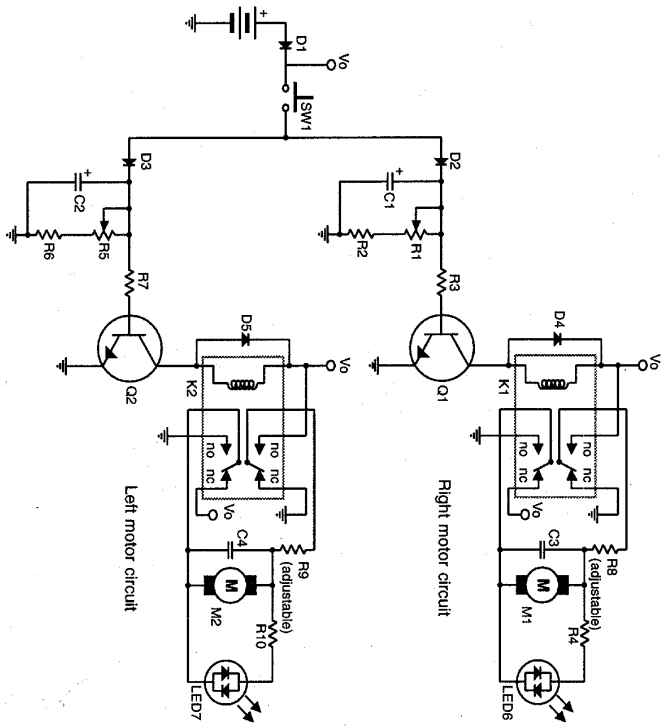 +
D1
Vo
SW1
D3
D2
+
C2
R5
R6
+
C1
R1
R2
R7
R3
Q2
Q1
D5
K2
Vo
D4
K1
Vo
no nc
no nc
Vo
no nc
no nc
Vo
Left motor circuit
Right motor circuit
C4
R9
(adjustable)
M
M2
R10
LED7
C3
R8
(adjustable)
M
M1
R4
LED6